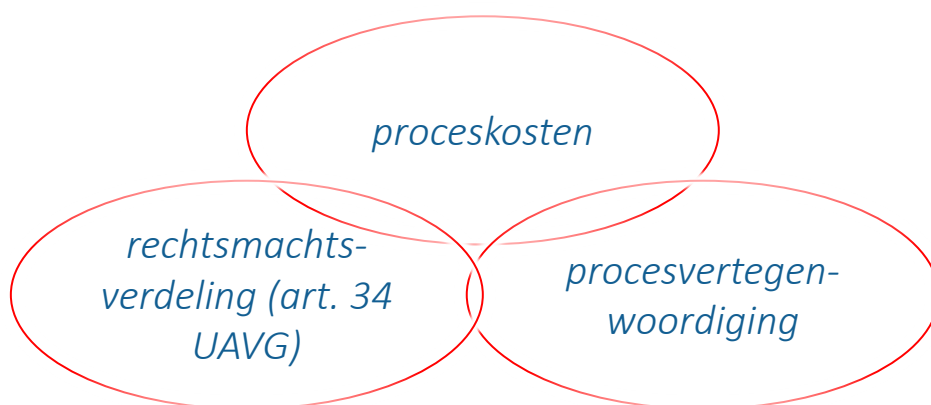 proceskosten
rechtsmachts-
verdeling (art. 34
UAVG)
procesvertegen-
woordiging